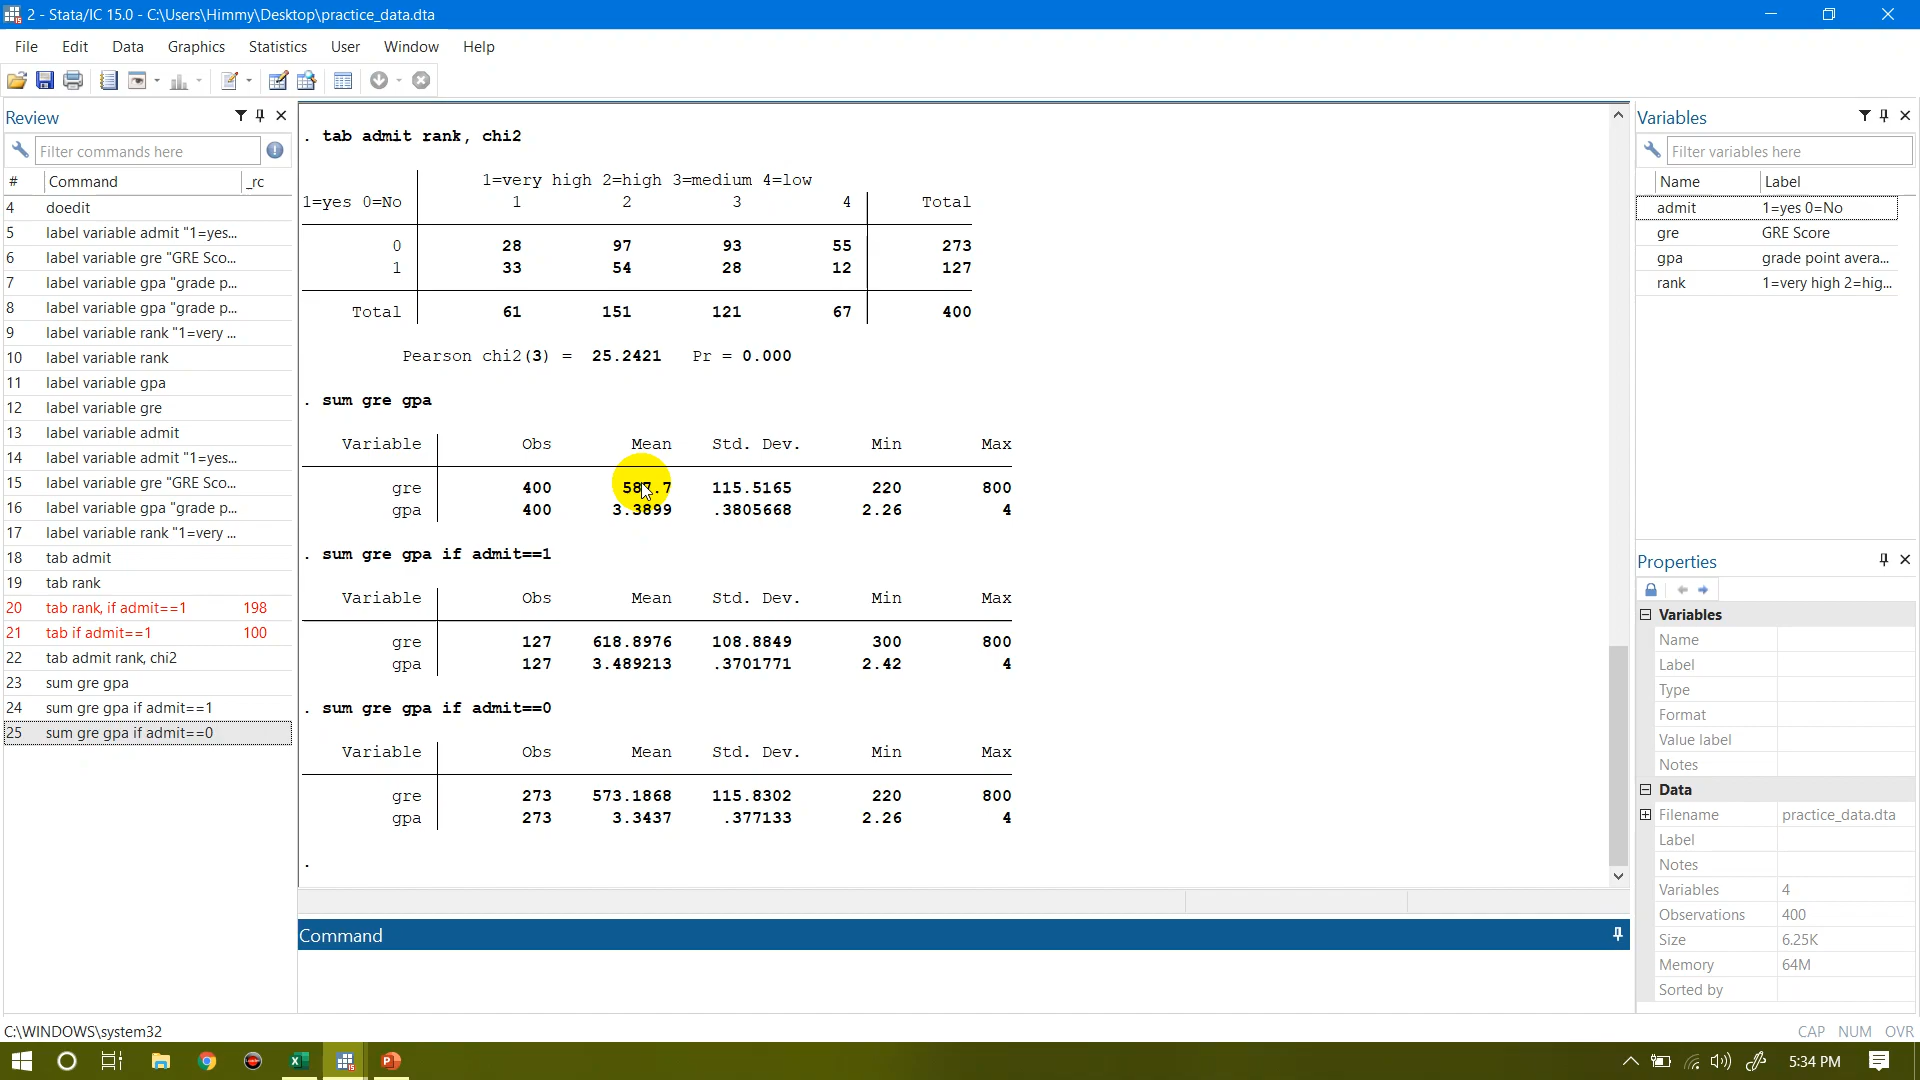 2 - Stata/IC 15.0 - C:\Users\Himmy\Desktop\practice_data.dta
File Edit Data Graphics Statistics User Window Help
Review
Filter commands here
# Command _rc
4 doedit
5 label variable admit "1=yes...
6 label variable gre "GRE Sco...
7 label variable gpa "grade p...
8 label variable gpa "grade p...
9 label variable rank "1=very ...
10 label variable rank
11 label variable gpa
12 label variable gre
13 label variable admit
14 label variable admit "1=yes...
15 label variable gre "GRE Sco...
16 label variable gpa "grade p...
17 label variable rank "1=very ...
18 tab admit
19 tab rank
20 tab rank, if admit==1 198
21 tab if admit==1 100
22 tab admit rank, chi2
23 sum gre gpa
24 sum gre gpa if admit==1
25 sum gre gpa if admit==0
. tab admit rank, chi2
1=very high 2=high 3=medium 4=low
1=yes 0=No 1 2 3 4 Total
0 28 97 93 55 273
1 33 54 28 12 127
Total 61 151 121 67 400
Pearson chi2(3) = 25.2421 Pr = 0.000
. sum gre gpa
Variable Obs Mean Std. Dev. Min Max
gre 400 587.7 115.5165 220 800
gpa 400 3.3899 .3805668 2.26 4
. sum gre gpa if admit==1
Variable Obs Mean Std. Dev. Min Max
gre 127 618.8976 108.8849 300 800
gpa 127 3.489213 .3701771 2.42 4
. sum gre gpa if admit==0
Variable Obs Mean Std. Dev. Min Max
gre 273 573.1868 115.8302 220 800
gpa 273 3.3437 .377133 2.26 4
.
Command
Variables
Filter variables here
Name Label
admit 1=yes 0=No
gre GRE Score
gpa grade point avera...
rank 1=very high 2=hig...
Properties
Variables
Name
Label
Type
Format
Value label
Notes
Data
Filename practice_data.dta
Label
Notes
Variables 4
Observations 400
Size 6.25K
Memory 64M
Sorted by
C:\WINDOWS\system32
CAP NUM OVR
5:34 PM